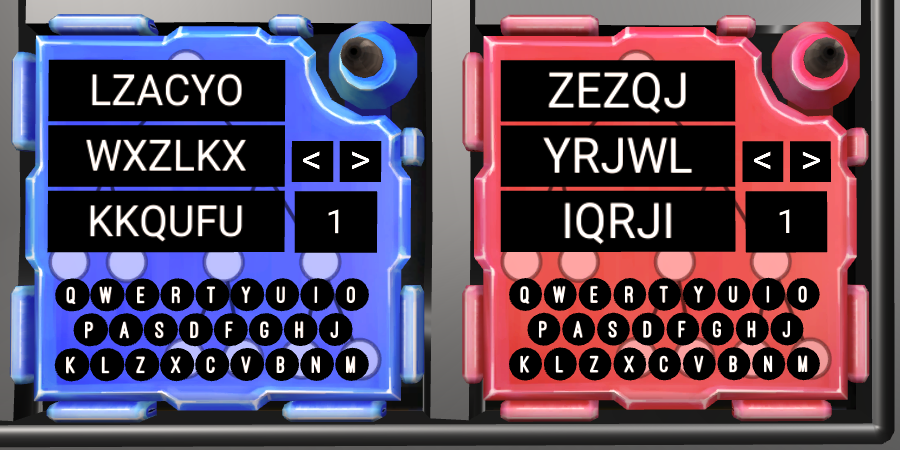 LZACYO
WXZLKX
< >
KKQUFU
1
Q W E R T Y U I O
P A S D F G H J
K L Z X C V B N M
ZEZQJ
YRJWL
< >
IQRJI
1
Q W E R T Y U I O
P A S D F G H J
K L Z X C V B N M